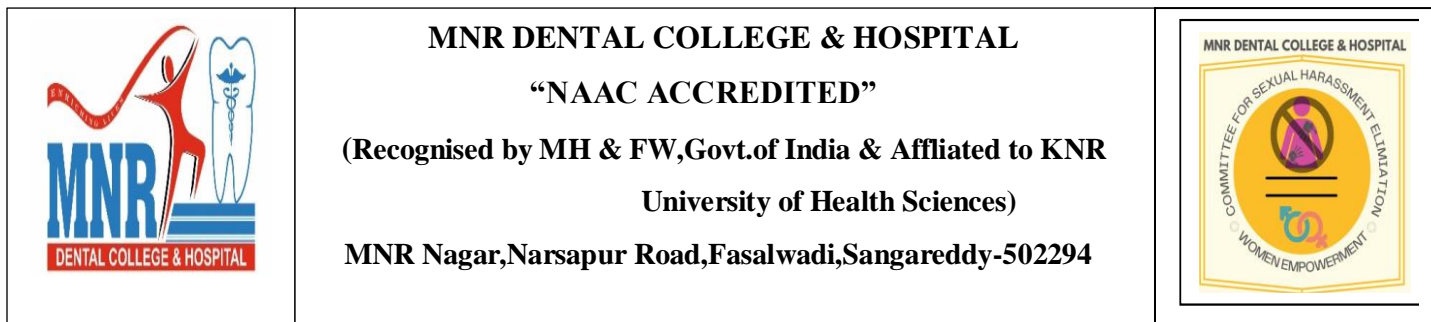 ENRICHING LIVES
MNR
DENTAL COLLEGE & HOSPITAL
MNR DENTAL COLLEGE & HOSPITAL
“NAAC ACCREDITED”
(Recognised by MH & FW,Govt.of India & Affliated to KNR
University of Health Sciences)
MNR Nagar,Narsapur Road,Fasalwadi,Sangareddy-502294
MNR DENTAL COLLEGE & HOSPITAL
COMMITTEE FOR SEXUAL HARASSMENT ELIMIATION
WOMEN EMPOWERMENT